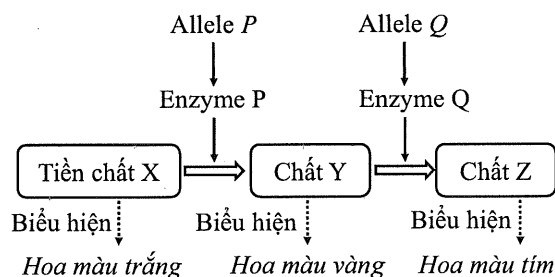 Allele P Allele Q
Enzyme P Enzyme Q
Tiền chất X Chất Y Chất Z
Biểu hiện Biểu hiện Biểu hiện
Hoa màu trắng Hoa màu vàng Hoa màu tím